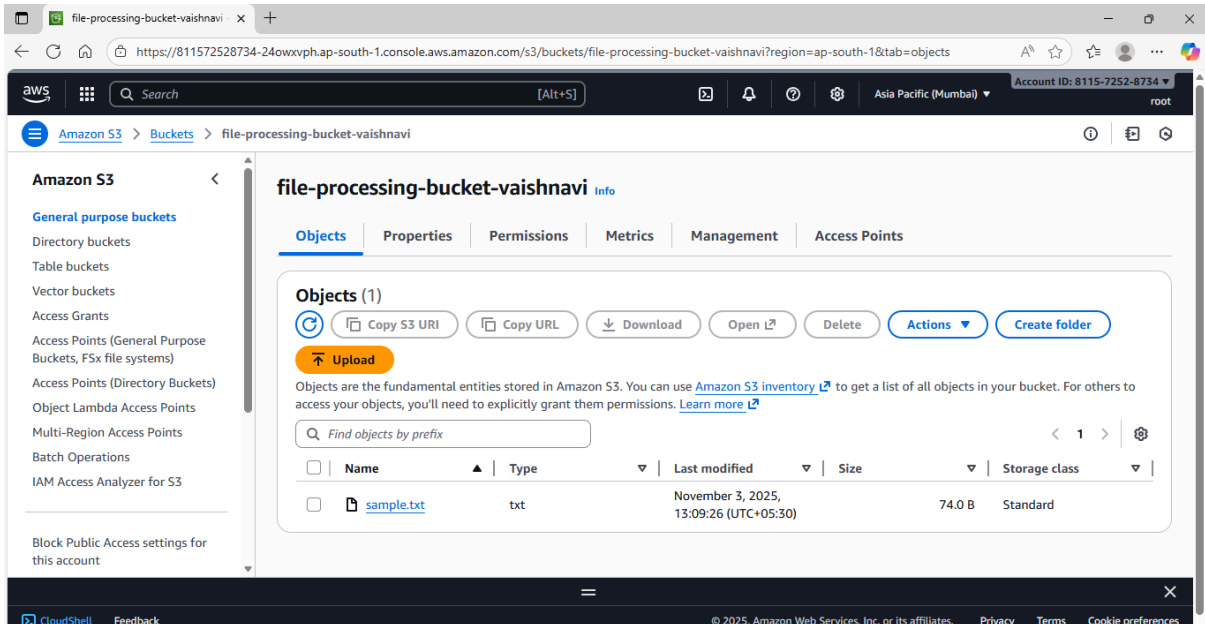 file-processing-bucket-vaishnavi
https://811572528734-24owxvph.ap-south-1.console.aws.amazon.com/s3/buckets/file-processing-bucket-vaishnavi?region=ap-south-1&tab=objects
aws
Search [Alt+S]
Asia Pacific (Mumbai)
Account ID: 8115-7252-8734
root
Amazon S3 > Buckets > file-processing-bucket-vaishnavi
Amazon S3
General purpose buckets
Directory buckets
Table buckets
Vector buckets
Access Grants
Access Points (General Purpose
Buckets, FSx file systems)
Access Points (Directory Buckets)
Object Lambda Access Points
Multi-Region Access Points
Batch Operations
IAM Access Analyzer for S3
Block Public Access settings for
this account
file-processing-bucket-vaishnavi Info
Objects Properties Permissions Metrics Management Access Points
Objects (1)
Copy S3 URI Copy URL Download Open Delete Actions Create folder
Upload
Objects are the fundamental entities stored in Amazon S3. You can use Amazon S3 inventory to get a list of all objects in your bucket. For others to
access your objects, you'll need to explicitly grant them permissions. Learn more
Find objects by prefix
1
Name Type Last modified Size Storage class
sample.txt txt November 3, 2025, 74.0 B Standard
13:09:26 (UTC+05:30)
CloudShell Feedback © 2025, Amazon Web Services, Inc. or its affiliates. Privacy Terms Cookie preferences